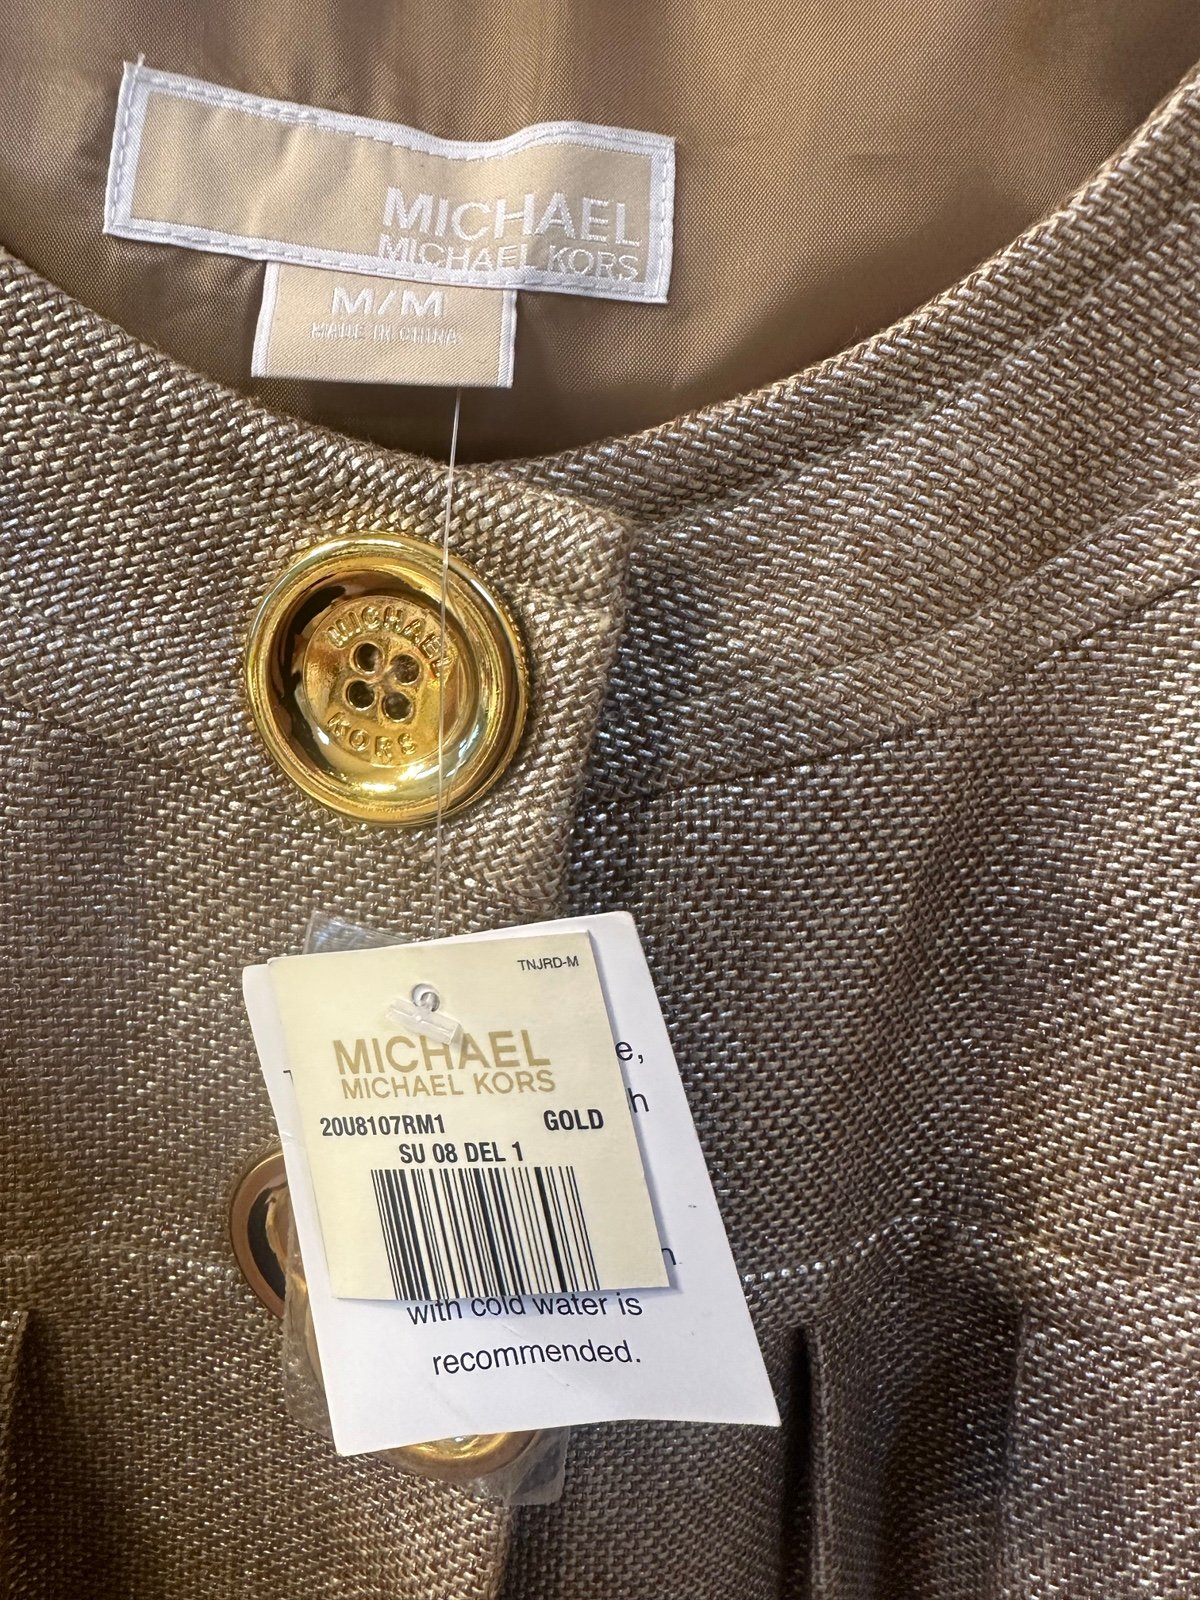 MICHAEL
MICHAEL KORS
M/M
MADE IN CHINA
MICHAEL
KORS
TNJRD-M
MICHAEL
MICHAEL KORS
20U8107RM1 GOLD
SU 08 DEL 1
with cold water is
recommended.